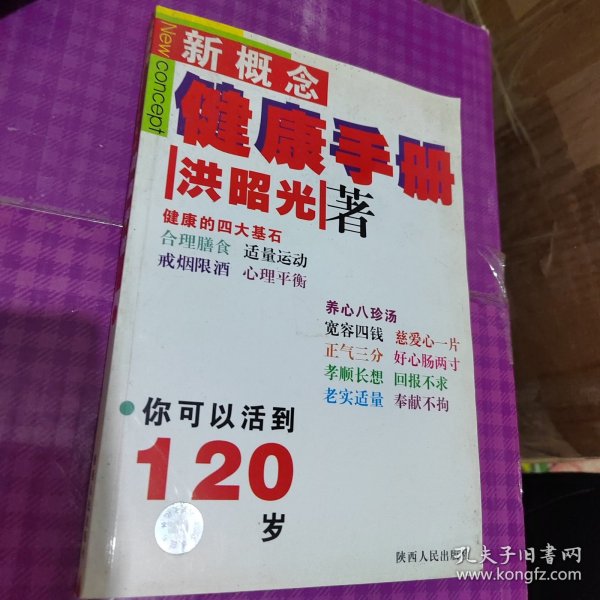 New concept
新概念
健康手册
洪昭光著
健康的四大基石
合理膳食 适量运动
戒烟限酒 心理平衡
养心八珍汤
宽容四钱 慈爱心一片
正气三分 好心肠两寸
孝顺长想 回报不求
老实适量 奉献不拘
你可以活到
120
岁
陕西人民出版社
孔夫子旧书网
www.kongfz.com